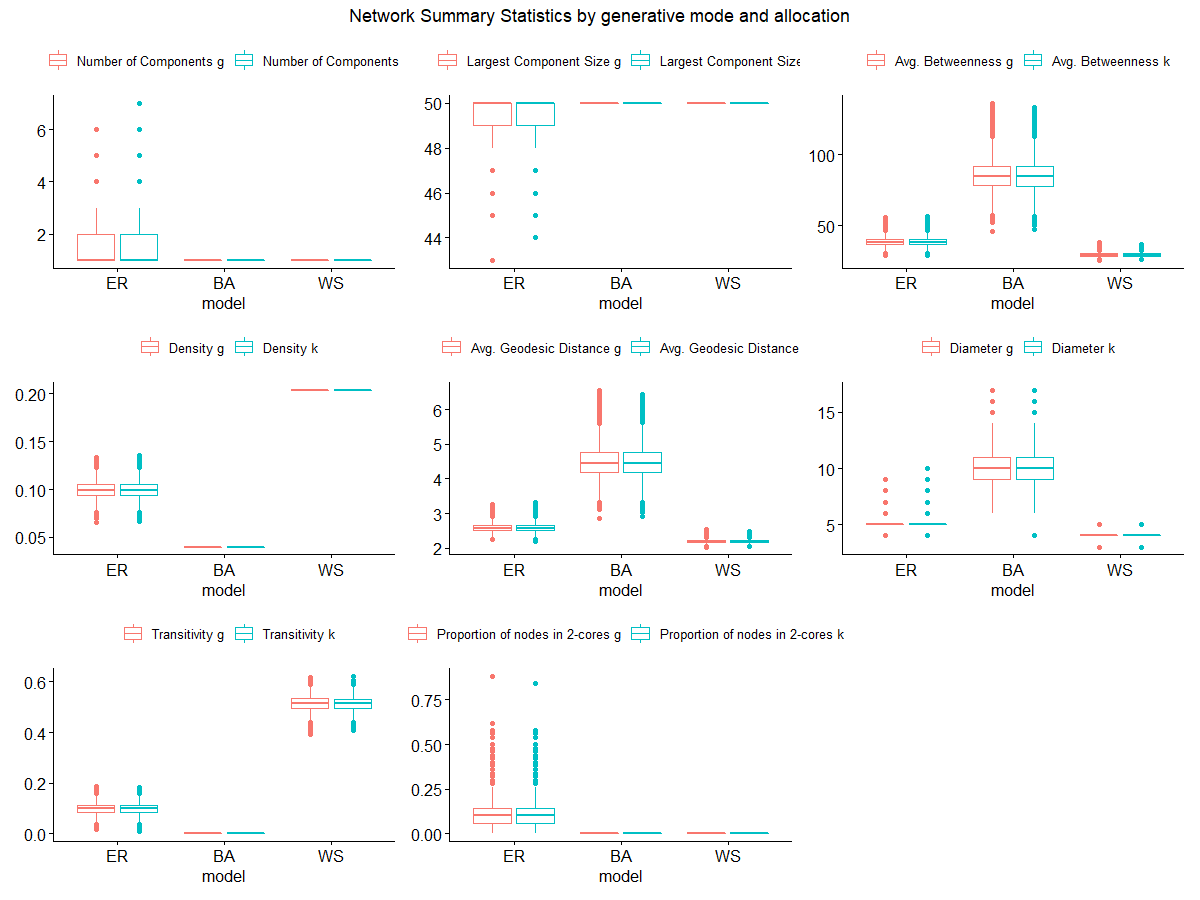 Network Summary Statistics by generative mode and allocation
Number of Components g Number of Components
Largest Component Size g Largest Component Size
Avg. Betweenness g Avg. Betweenness k
6
4
2
ER BA WS
model
50
48
46
44
ER BA WS
model
100
50
ER BA WS
model
Density g Density k
Avg. Geodesic Distance g Avg. Geodesic Distance
Diameter g Diameter k
0.20
0.15
0.10
0.05
ER BA WS
model
6
5
4
3
2
ER BA WS
model
15
10
5
ER BA WS
model
Transitivity g Transitivity k
Proportion of nodes in 2-cores g Proportion of nodes in 2-cores k
0.6
0.4
0.2
0.0
ER BA WS
model
0.75
0.50
0.25
0.00
ER BA WS
model